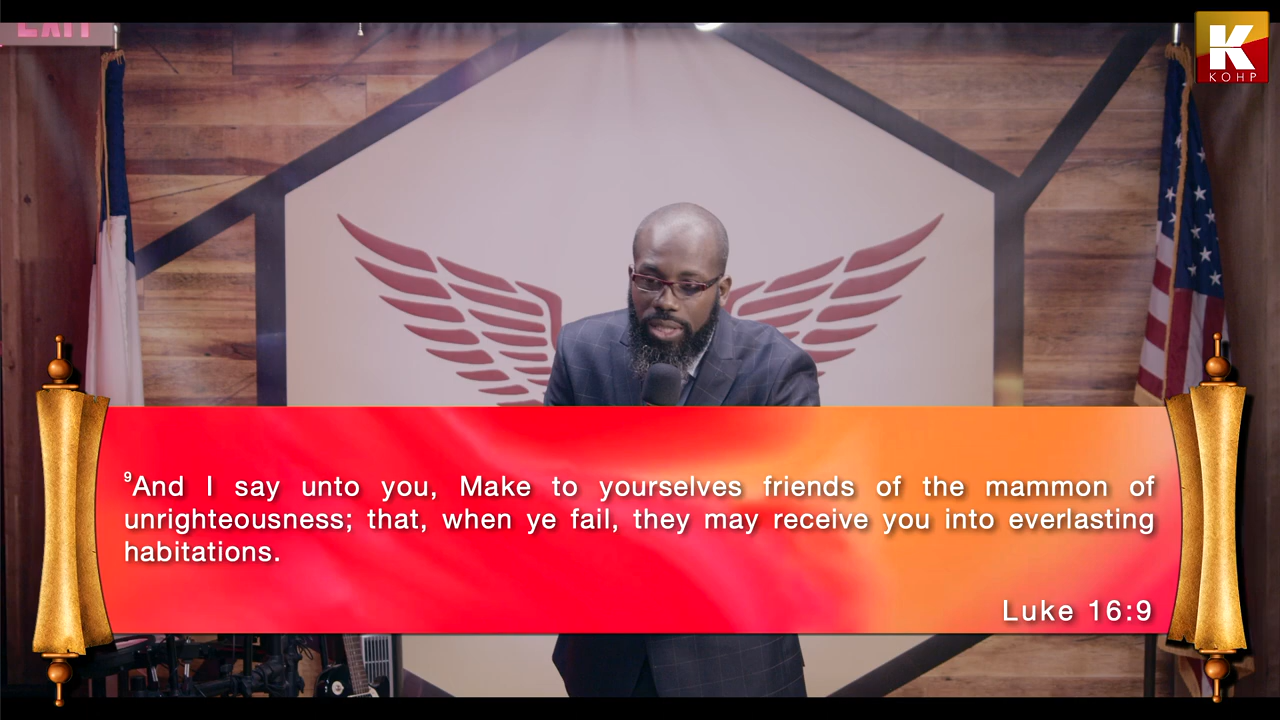 EXIT
K
KOHP
9And I say unto you, Make to yourselves friends of the mammon of
unrighteousness; that, when ye fail, they may receive you into everlasting
habitations.
Luke 16:9